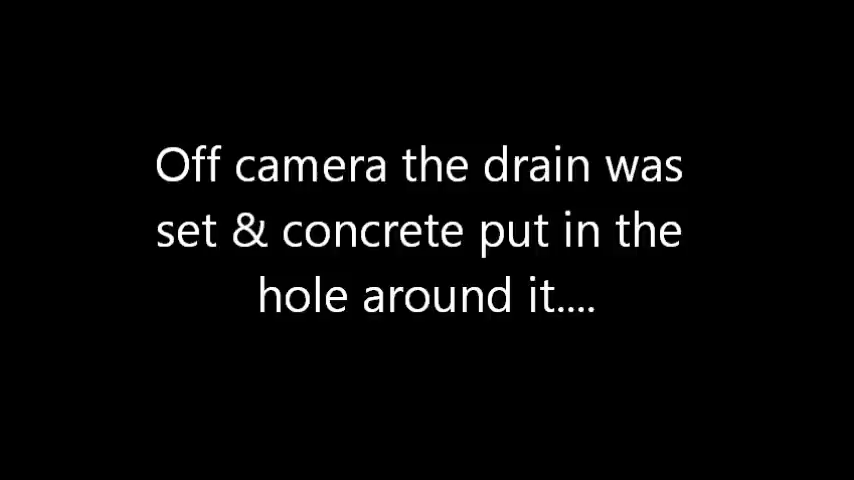 Off camera the drain was
set & concrete put in the
hole around it....